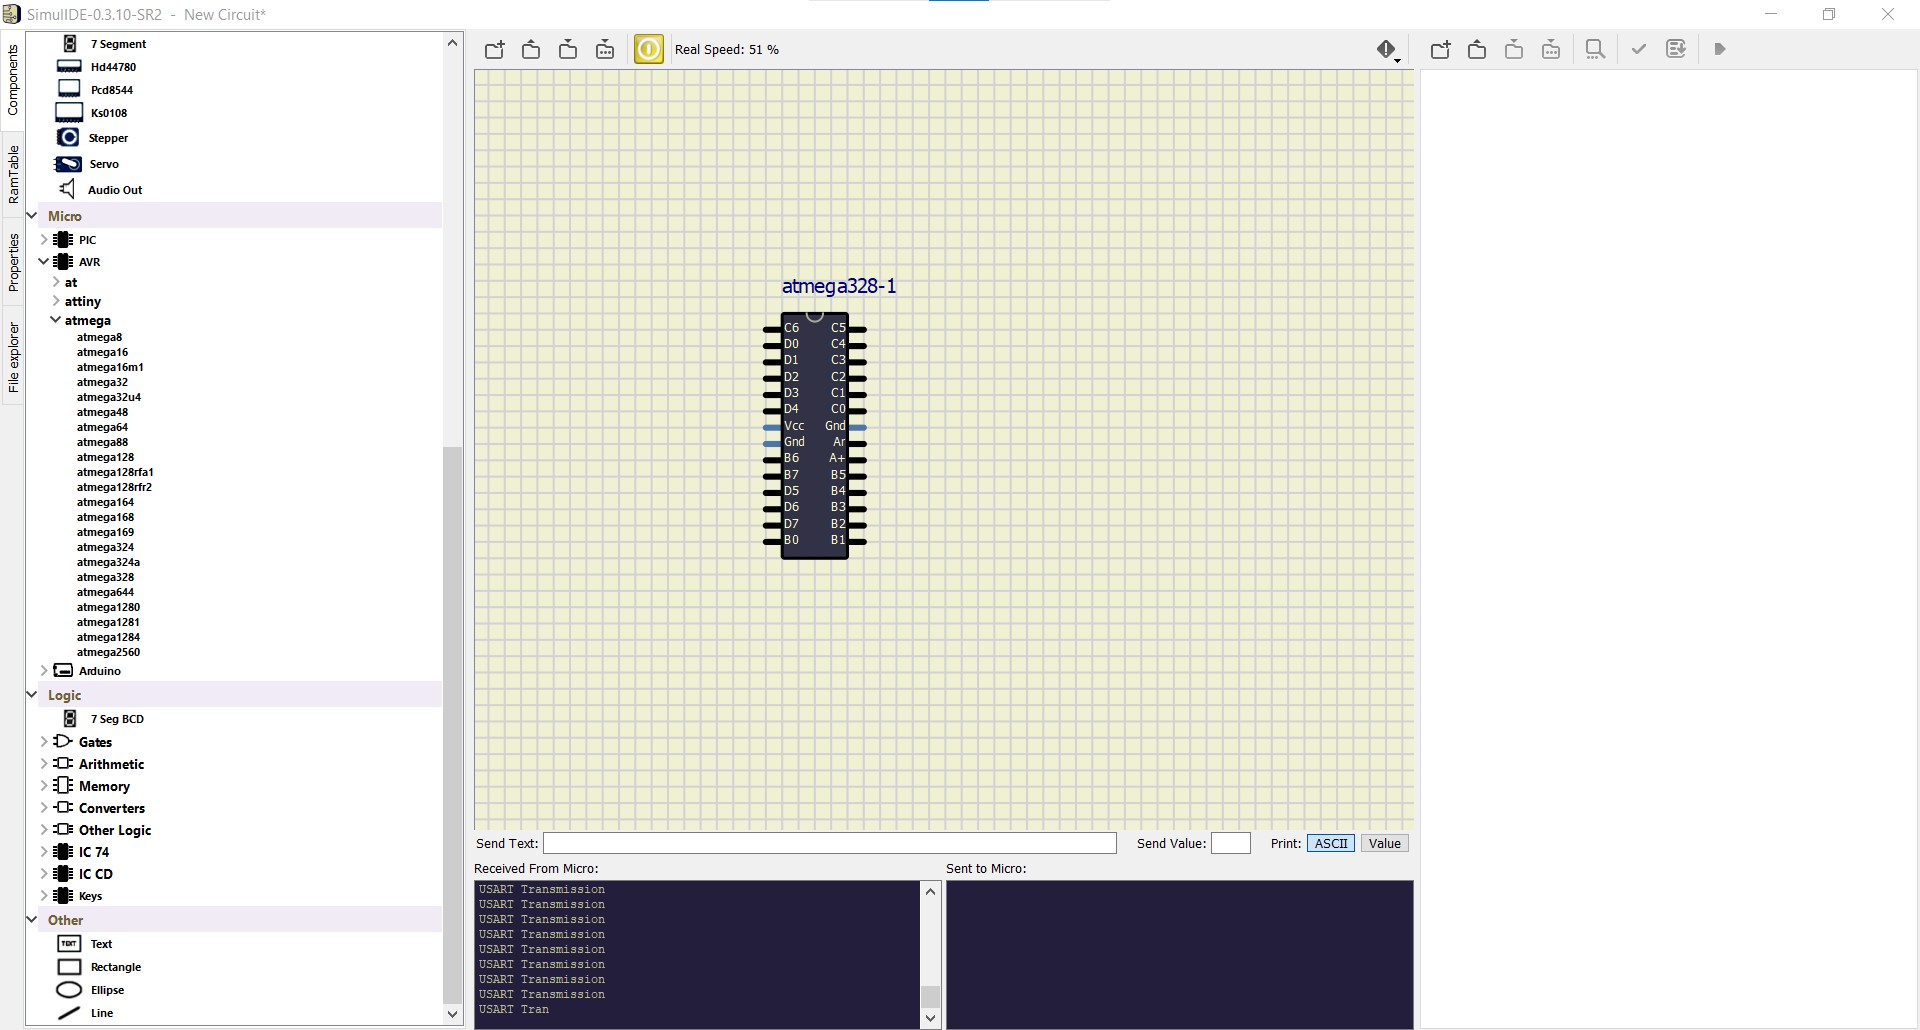 SimulIDE-0.3.10-SR2 - New Circuit*
Components
RamTable
Properties
File explorer
7 Segment
Hd44780
Pcd8544
Ks0108
Stepper
Servo
Audio Out
Micro
PIC
AVR
at
attiny
atmega
atmega8
atmega16
atmega16m1
atmega32
atmega32u4
atmega48
atmega64
atmega88
atmega128
atmega128rfa1
atmega128rfr2
atmega164
atmega168
atmega169
atmega324
atmega324a
atmega328
atmega644
atmega1280
atmega1281
atmega1284
atmega2560
Arduino
Logic
7 Seg BCD
Gates
Arithmetic
Memory
Converters
Other Logic
IC 74
IC CD
Keys
Other
TEXT Text
Rectangle
Ellipse
Line
Real Speed: 51 %
atmega328-1
C6 C5
D0 C4
D1 C3
D2 C2
D3 C1
D4 C0
Vcc Gnd
Gnd Ar
B6 A+
B7 B5
D5 B4
D6 B3
D7 B2
B0 B1
Send Text: Send Value: Print: ASCII Value
Received From Micro: Sent to Micro:
USART Transmission
USART Transmission
USART Transmission
USART Transmission
USART Transmission
USART Transmission
USART Transmission
USART Transmission
USART Tran